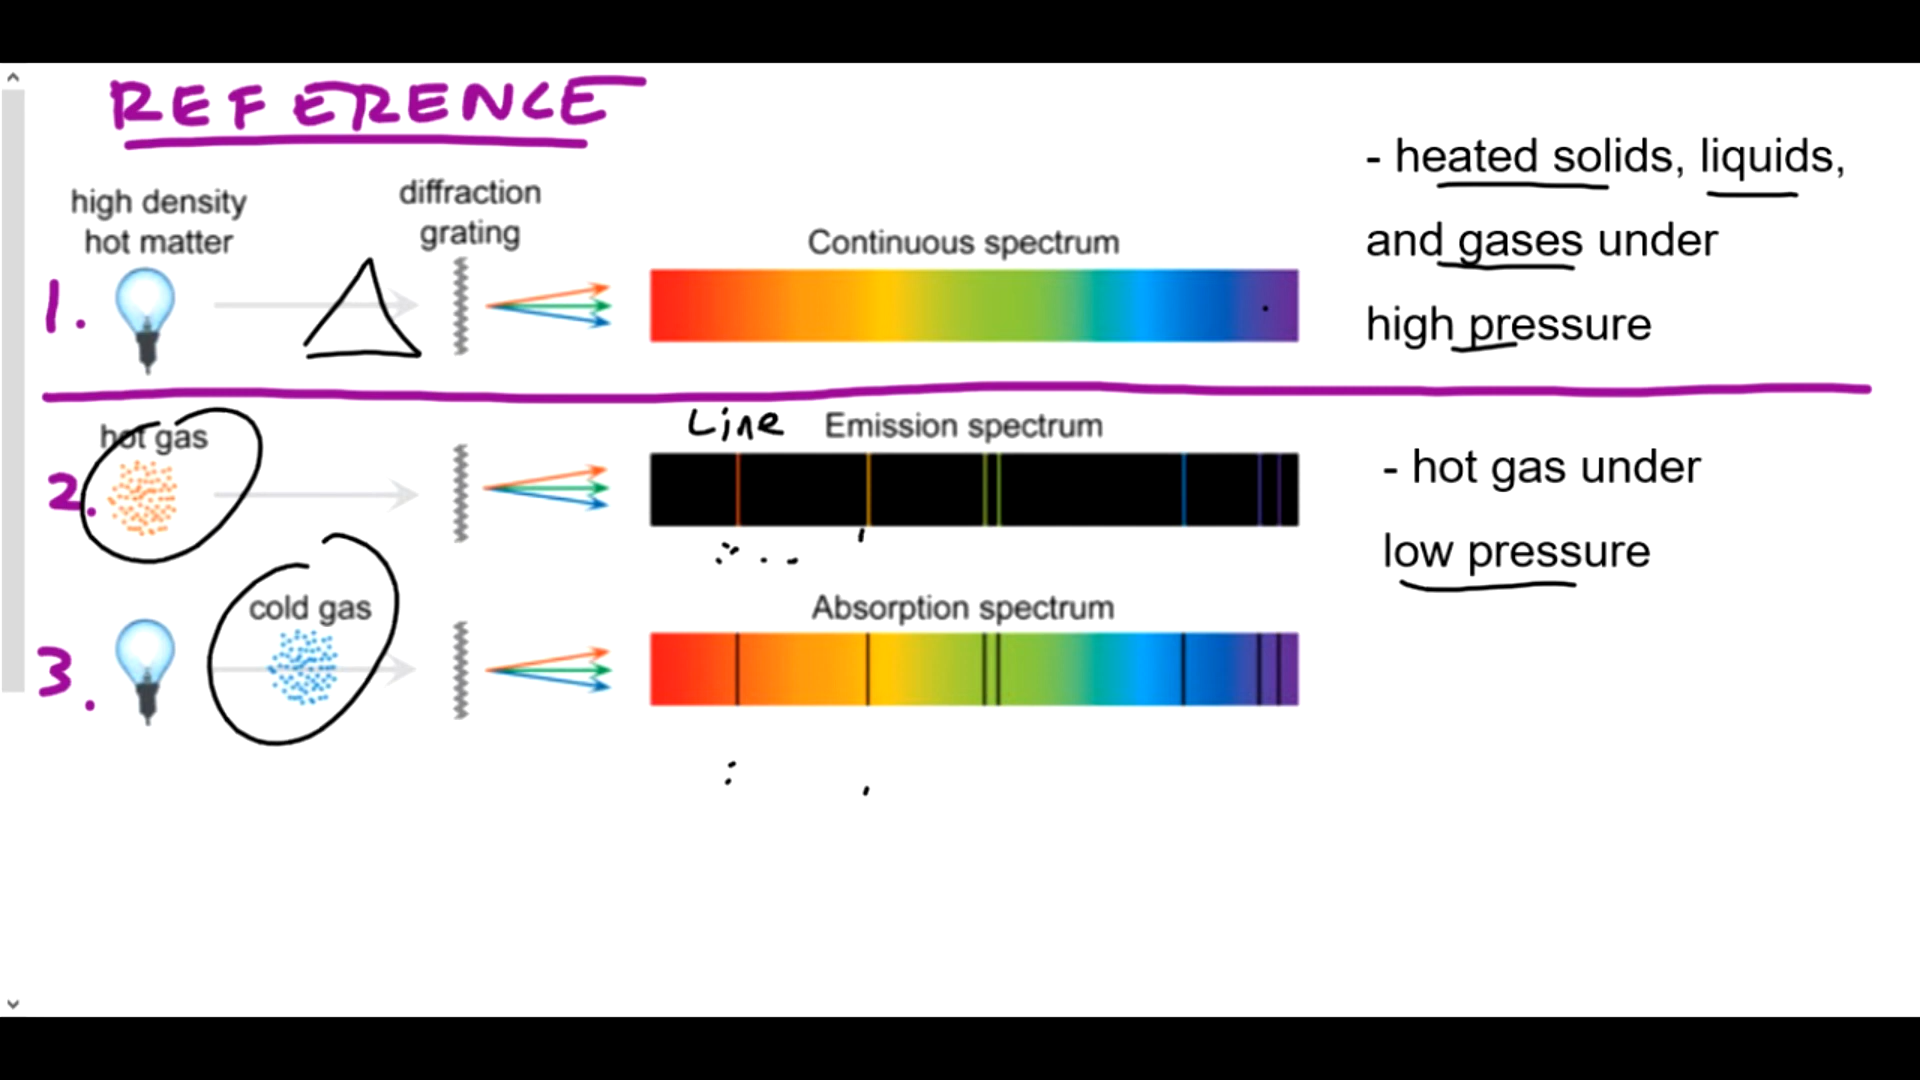 REFERENCE
high density
hot matter
diffraction
grating
Continuous spectrum
- heated solids, liquids,
and gases under
high pressure
1.
hot gas
Line Emission spectrum
- hot gas under
low pressure
2.
cold gas
Absorption spectrum
3.